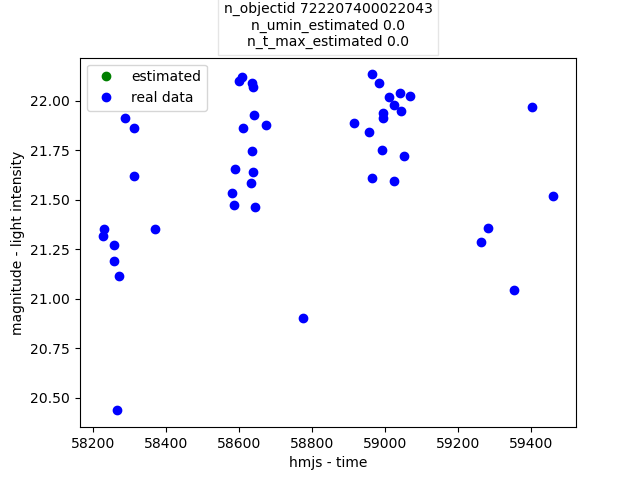 n_objectid 722207400022043
n_umin_estimated 0.0
n_t_max_estimated 0.0
estimated
real data
magnitude - light intensity
22.00
21.75
21.50
21.25
21.00
20.75
20.50
58200 58400 58600 58800 59000 59200 59400
hmjs - time